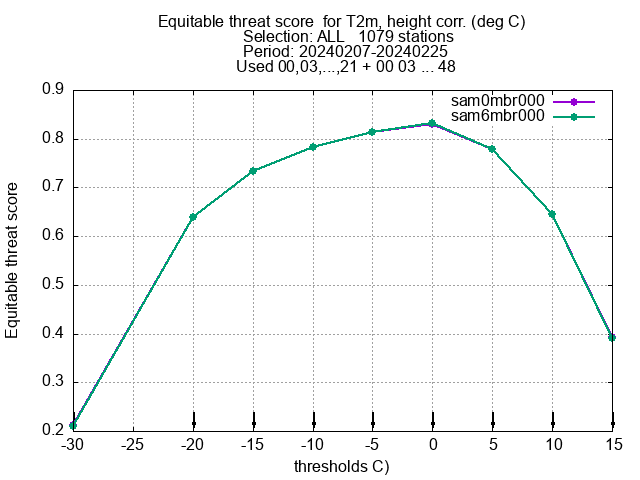 Equitable threat score  for T2m, height corr. (deg C)
Selection: ALL   1079 stations
Period: 20240207-20240225
Used 00,03,...,21 + 00 03 ... 48
sam0mbr000
sam6mbr000
0.9
0.8
0.7
0.6
0.5
0.4
0.3
0.2
Equitable threat score
-30 -25 -20 -15 -10 -5 0 5 10 15
thresholds C)